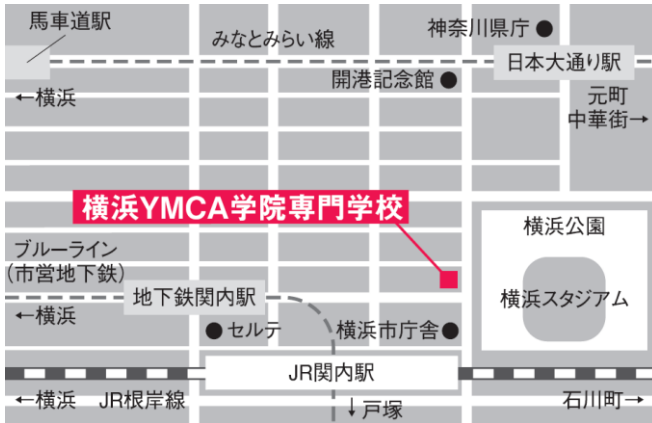 馬車道駅
みなとみらい線
神奈川県庁
日本大通り駅
開港記念館
←横浜
元町
中華街→
横浜YMCA学院専門学校
横浜公園
ブルーライン
(市営地下鉄)
地下鉄関内駅
横浜スタジアム
←横浜
セルテ
横浜市庁舎
JR関内駅
←横浜
JR根岸線
↓戸塚
石川町→